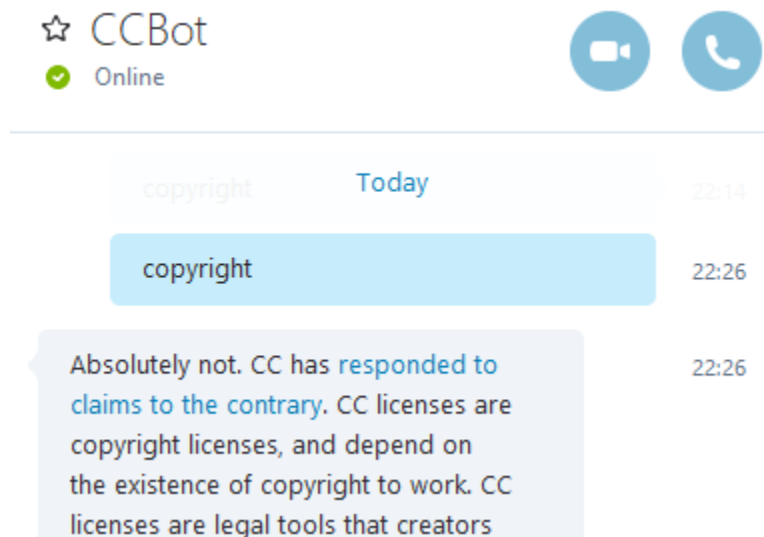 CCBot
Online
Today
copyright 22:14
copyright 22:26
Absolutely not. CC has responded to 22:26
claims to the contrary. CC licenses are
copyright licenses, and depend on
the existence of copyright to work. CC
licenses are legal tools that creators